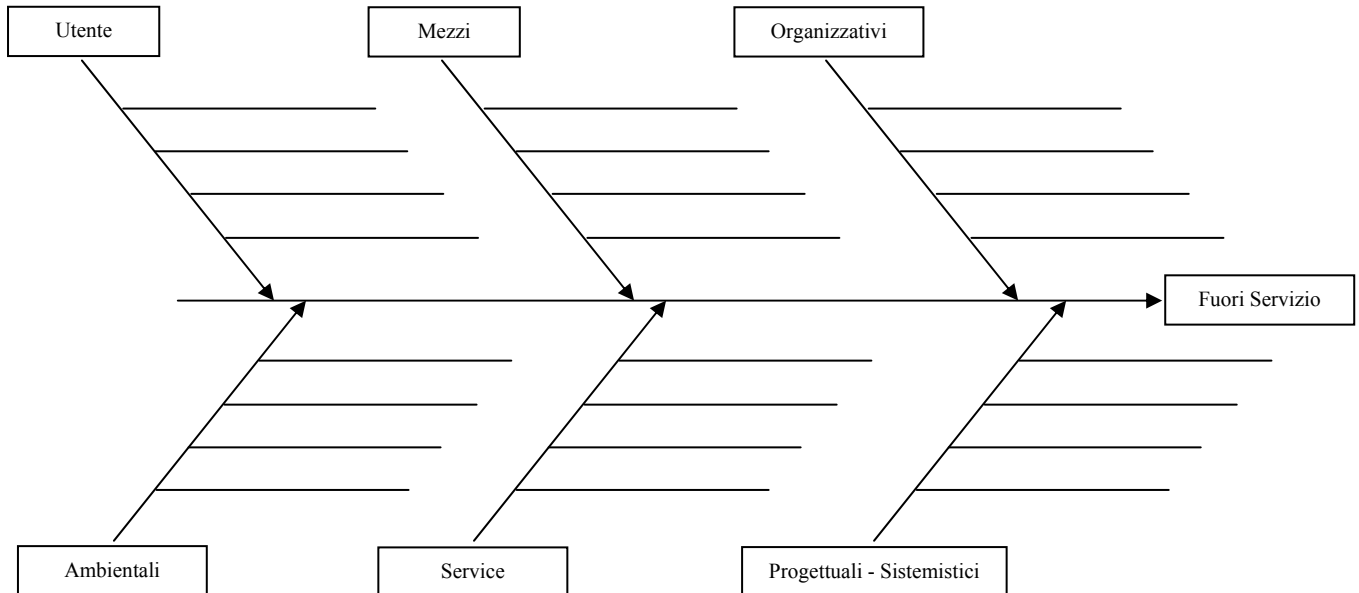 Utente
Mezzi
Organizzativi
Fuori Servizio
Ambientali
Service
Progettuali - Sistemistici